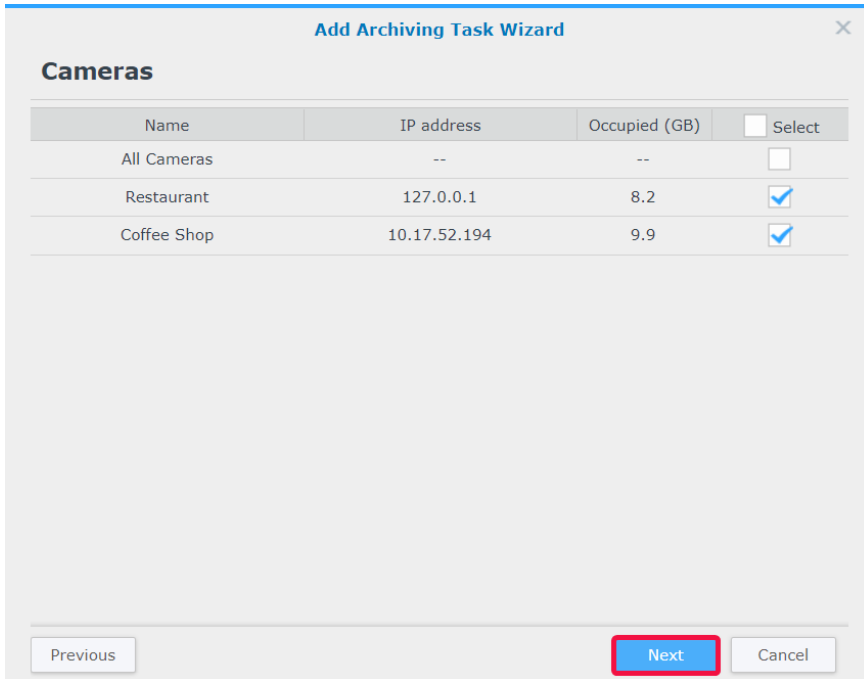 Add Archiving Task Wizard
Cameras
Name IP address Occupied (GB) Select
All Cameras -- --
Restaurant 127.0.0.1 8.2
Coffee Shop 10.17.52.194 9.9
Previous Next Cancel